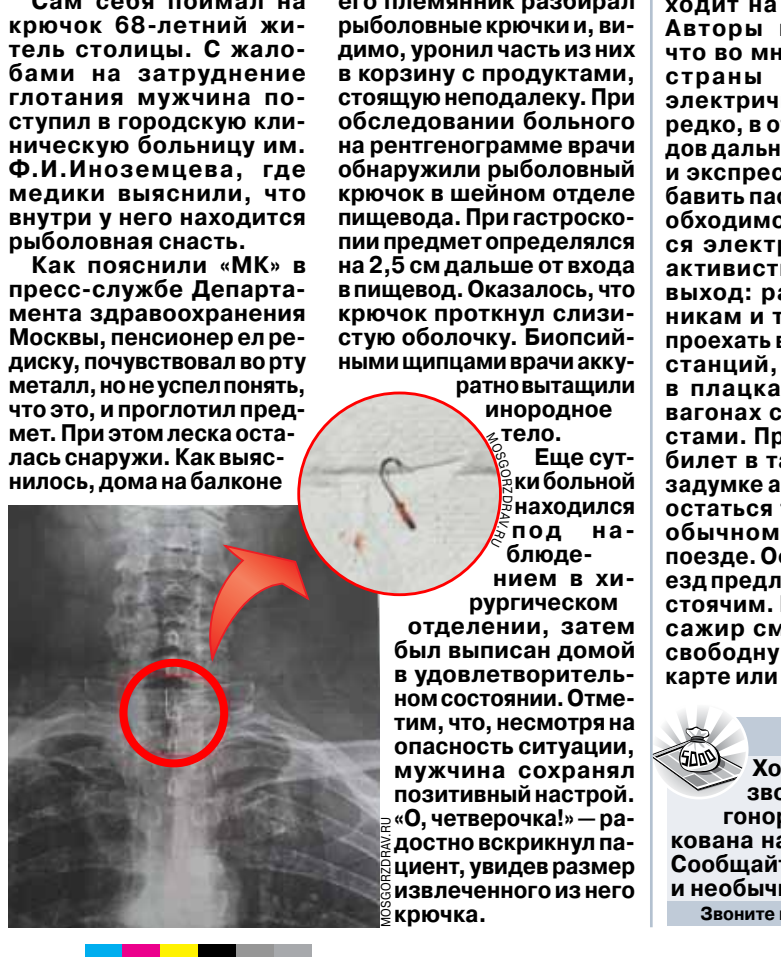 Сам себя поймал на
крючок 68-летний жи-
тель столицы. С жало-
бами на затруднение
глотания мужчина по-
ступил в городскую кли-
ническую больницу им.
Ф.И.Иноземцева, где
медики выяснили, что
внутри у него находится
рыболовная снасть.
Как пояснили «МК» в
пресс-службе Департа-
мента здравоохранения
Москвы, пенсионер ел ре-
диску, почувствовал во рту
металл, но не успел понять,
что это, и проглотил пред-
мет. При этом леска оста-
лась снаружи. Как выяс-
нилось, дома на балконе
его племянник разбирал
рыболовные крючки и, ви-
димо, уронил часть из них
в корзину с продуктами,
стоящую неподалеку. При
обследовании больного
на рентгенограмме врачи
обнаружили рыболовный
крючок в шейном отделе
пищевода. При гастроско-
пии предмет определялся
на 2,5 см дальше от входа
в пищевод. Оказалось, что
крючок проткнул слизи-
стую оболочку. Биопсий-
ными щипцами врачи акку-
ратно вытащили
инородное
тело.
Еще сут-
ки больной
находился
под на-
блюде-
нием в хи-
рургическом
отделении, затем
был выписан домой
в удовлетворитель-
ном состоянии. Отме-
тим, что, несмотря на
опасность ситуации,
мужчина сохранял
позитивный настрой.
«О, четверочка!» — ра-
достно вскрикнул па-
циент, увидев размер
извлеченного из него
крючка.
MOSGORZDRAV.RU
MOSGORZDRAV.RU
ходит на
Авторы
что во мн
страны
электрич
редко, в о
дов дальн
и экспрес
бавить пас
обходимо
ся электр
активист
выход: ра
никам и т
проехать в
станций,
в плацка
вагонах с
стами. Пр
билет в та
задумке а
остаться
обычном
поезде. Ос
езд предл
стоячим.
сажир см
свободну
карте или
5000
Хо
зво
гонор
кована на
Сообщайт
и необычн
Звоните